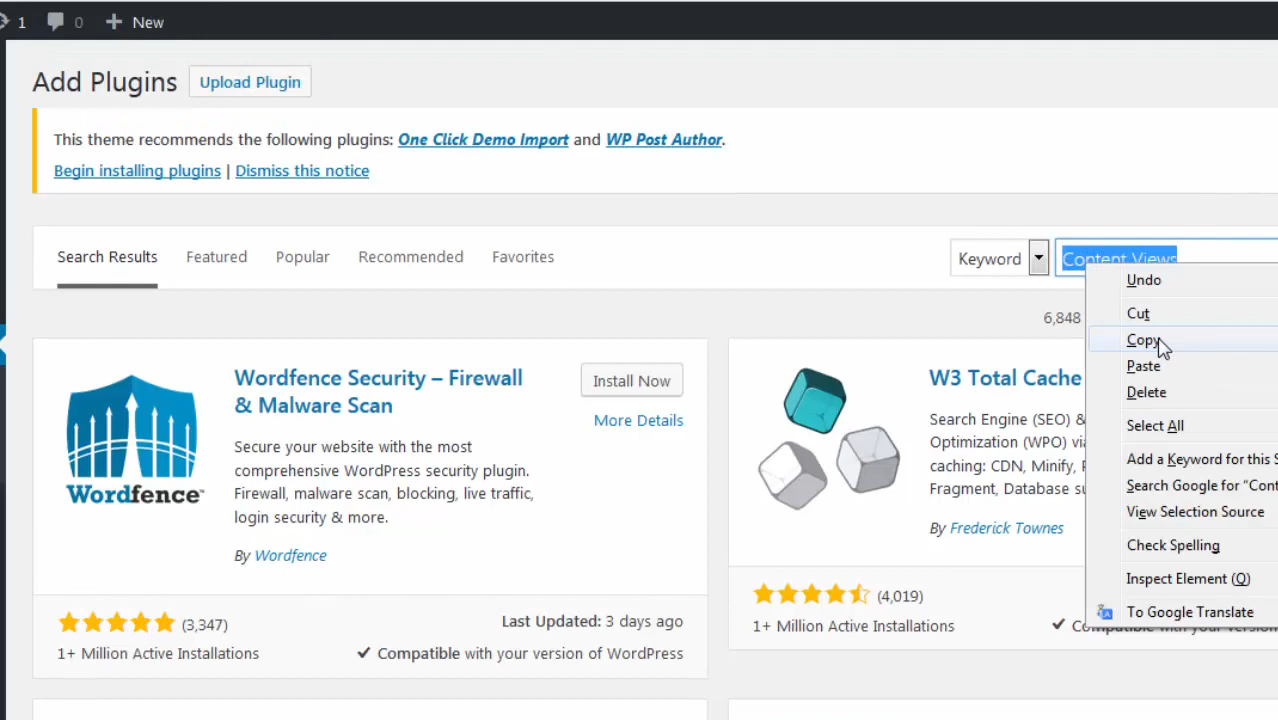 1 0 New
Add Plugins Upload Plugin
This theme recommends the following plugins: One Click Demo Import and WP Post Author.
Begin installing plugins | Dismiss this notice
Search Results Featured Popular Recommended Favorites Keyword Content Views
6,848
Undo
Cut
Copy
Paste
Delete
Select All
Add a Keyword for this S
Search Google for "Cont
View Selection Source
Check Spelling
Inspect Element (Q)
To Google Translate
Wordfence
Wordfence Security – Firewall
& Malware Scan
Install Now
More Details
Secure your website with the most
comprehensive WordPress security plugin.
Firewall, malware scan, blocking, live traffic,
login security & more.
By Wordfence
(3,347)
Last Updated: 3 days ago
1+ Million Active Installations
Compatible with your version of WordPress
W3 Total Cache
Search Engine (SEO) &
Optimization (WPO) via
caching: CDN, Minify, P
Fragment, Database su
By Frederick Townes
(4,019)
1+ Million Active Installations